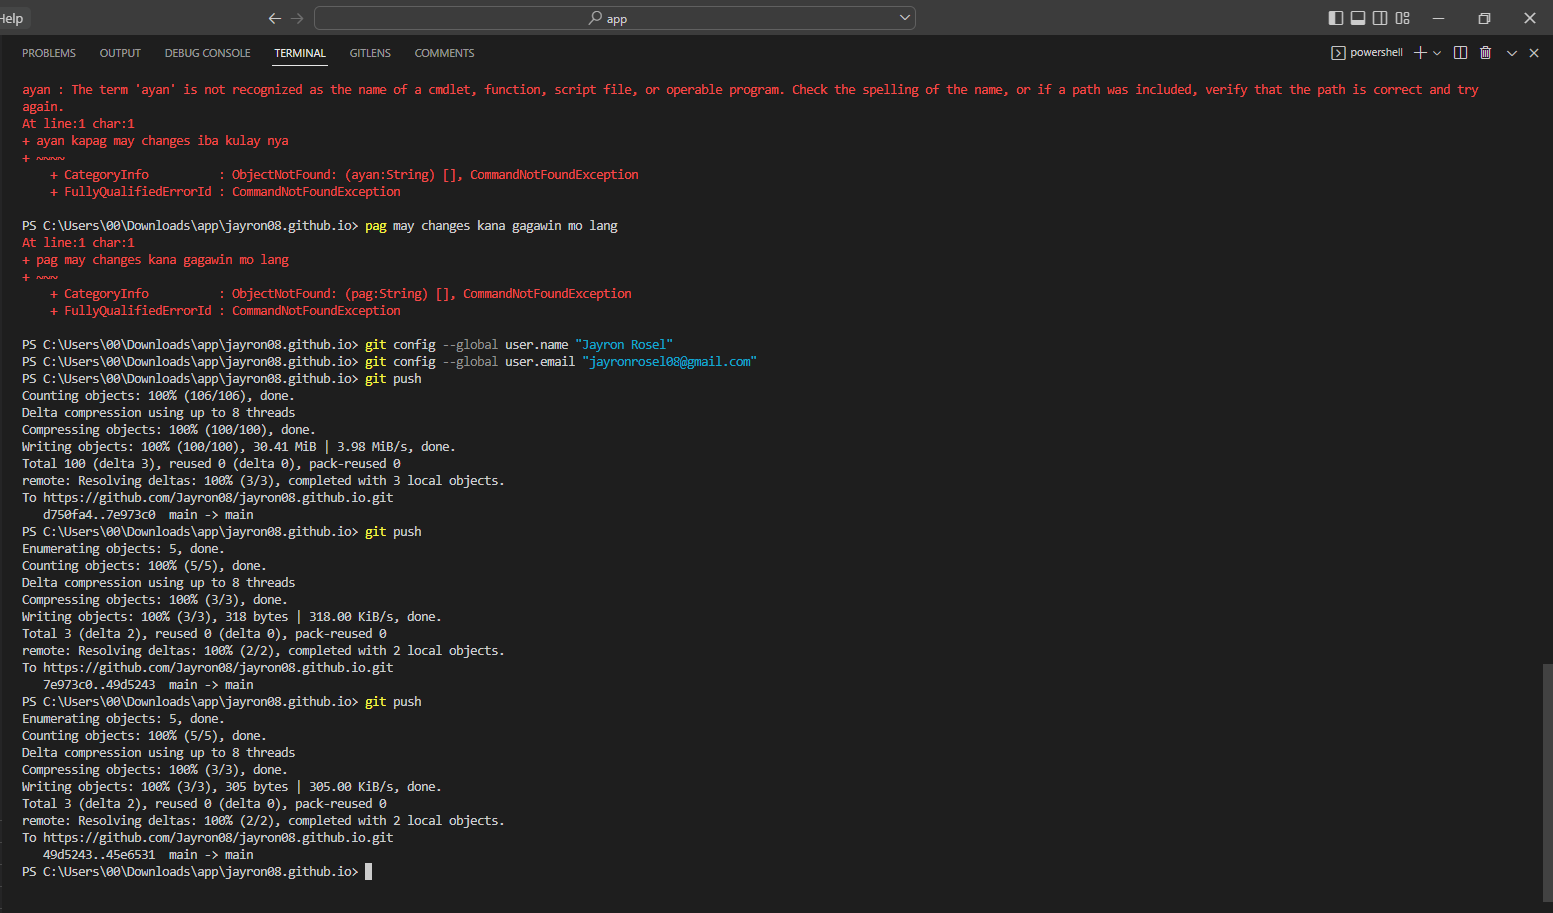 Help
app
PROBLEMS OUTPUT DEBUG CONSOLE TERMINAL GITLENS COMMENTS
powershell
ayan : The term 'ayan' is not recognized as the name of a cmdlet, function, script file, or operable program. Check the spelling of the name, or if a path was included, verify that the path is correct and try
again.
At line:1 char:1
+ ayan kapag may changes iba kulay nya
+ ~~~~
    + CategoryInfo          : ObjectNotFound: (ayan:String) [], CommandNotFoundException
    + FullyQualifiedErrorId : CommandNotFoundException

PS C:\Users\00\Downloads\app\jayron08.github.io> pag may changes kana gagawin mo lang
At line:1 char:1
+ pag may changes kana gagawin mo lang
+ ~~~
    + CategoryInfo          : ObjectNotFound: (pag:String) [], CommandNotFoundException
    + FullyQualifiedErrorId : CommandNotFoundException

PS C:\Users\00\Downloads\app\jayron08.github.io> git config --global user.name "Jayron Rosel"
PS C:\Users\00\Downloads\app\jayron08.github.io> git config --global user.email "jayronrosel08@gmail.com"
PS C:\Users\00\Downloads\app\jayron08.github.io> git push
Counting objects: 100% (106/106), done.
Delta compression using up to 8 threads
Compressing objects: 100% (100/100), done.
Writing objects: 100% (100/100), 30.41 MiB | 3.98 MiB/s, done.
Total 100 (delta 3), reused 0 (delta 0), pack-reused 0
remote: Resolving deltas: 100% (3/3), completed with 3 local objects.
To https://github.com/Jayron08/jayron08.github.io.git
   d750fa4..7e973c0  main -> main
PS C:\Users\00\Downloads\app\jayron08.github.io> git push
Enumerating objects: 5, done.
Counting objects: 100% (5/5), done.
Delta compression using up to 8 threads
Compressing objects: 100% (3/3), done.
Writing objects: 100% (3/3), 318 bytes | 318.00 KiB/s, done.
Total 3 (delta 2), reused 0 (delta 0), pack-reused 0
remote: Resolving deltas: 100% (2/2), completed with 2 local objects.
To https://github.com/Jayron08/jayron08.github.io.git
   7e973c0..49d5243  main -> main
PS C:\Users\00\Downloads\app\jayron08.github.io> git push
Enumerating objects: 5, done.
Counting objects: 100% (5/5), done.
Delta compression using up to 8 threads
Compressing objects: 100% (3/3), done.
Writing objects: 100% (3/3), 305 bytes | 305.00 KiB/s, done.
Total 3 (delta 2), reused 0 (delta 0), pack-reused 0
remote: Resolving deltas: 100% (2/2), completed with 2 local objects.
To https://github.com/Jayron08/jayron08.github.io.git
   49d5243..45e6531  main -> main
PS C:\Users\00\Downloads\app\jayron08.github.io>